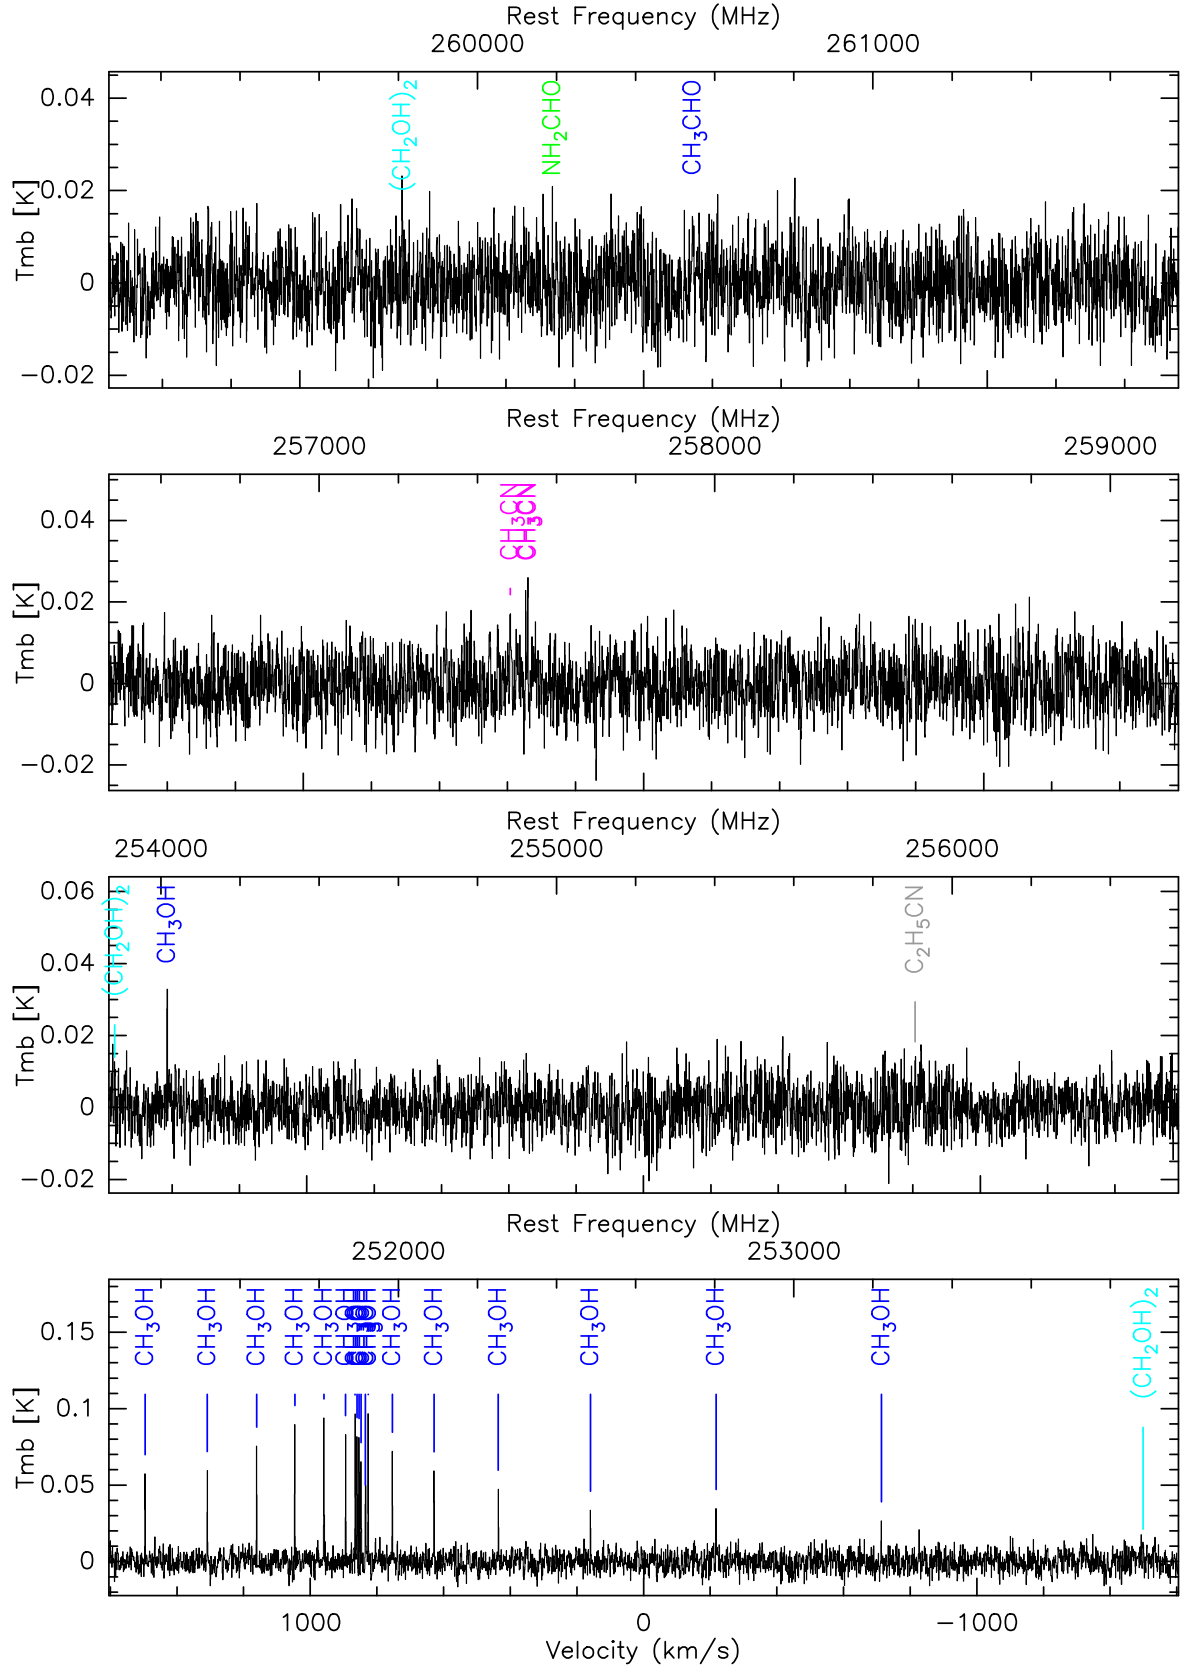 Rest Frequency (MHz)
260000 261000
(CH2OH)2 NH2CHO CH3CHO
0.04
0.02
0
−0.02
Tmb [K]
Rest Frequency (MHz)
257000 258000 259000
CH3CN CH3CN
0.04
0.02
0
−0.02
Tmb [K]
Rest Frequency (MHz)
254000 255000 256000
(CH2OH)2 CH3OH C2H5CN
0.06
0.04
0.02
0
−0.02
Tmb [K]
Rest Frequency (MHz)
252000 253000
CH3OH CH3OH CH3OH CH3OH CH3OH CH3OH CH3OH CH3OH CH3OH CH3OH CH3OH CH3OH (CH2OH)2
0.15
0.1
0.05
0
Tmb [K]
1000 0 −1000
Velocity (km/s)